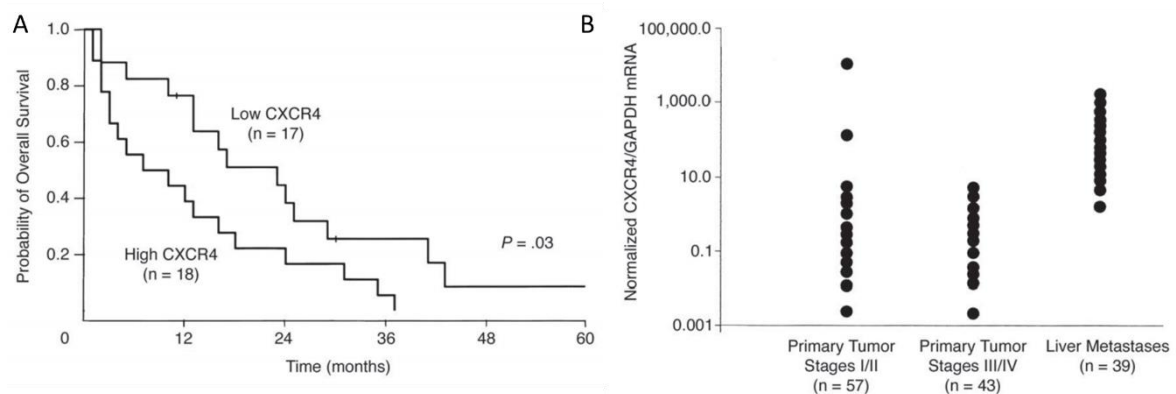 A
Probability of Overall Survival
1.0
0.8
0.6
0.4
0.2
0
12
24
36
48
60
Time (months)
Low CXCR4
(n = 17)
High CXCR4
(n = 18)
P = .03
B
Normalized CXCR4/GAPDH mRNA
100,000.0
1,000.0
10.0
0.1
0.001
Primary Tumor
Stages I/II
(n = 57)
Primary Tumor
Stages III/IV
(n = 43)
Liver Metastases
(n = 39)